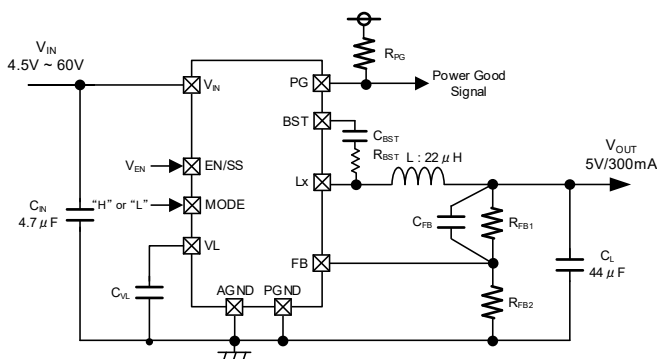 V_IN
4.5V ~ 60V
R_PG
V_IN
PG
Power Good
Signal
BST
C_BST
R_BST
L : 22 μH
V_OUT
5V/300mA
V_EN
EN/SS
Lx
C_IN
4.7 μF
"H" or "L"
MODE
C_FB
R_FB1
VL
FB
C_L
44 μF
C_VL
AGND
PGND
R_FB2